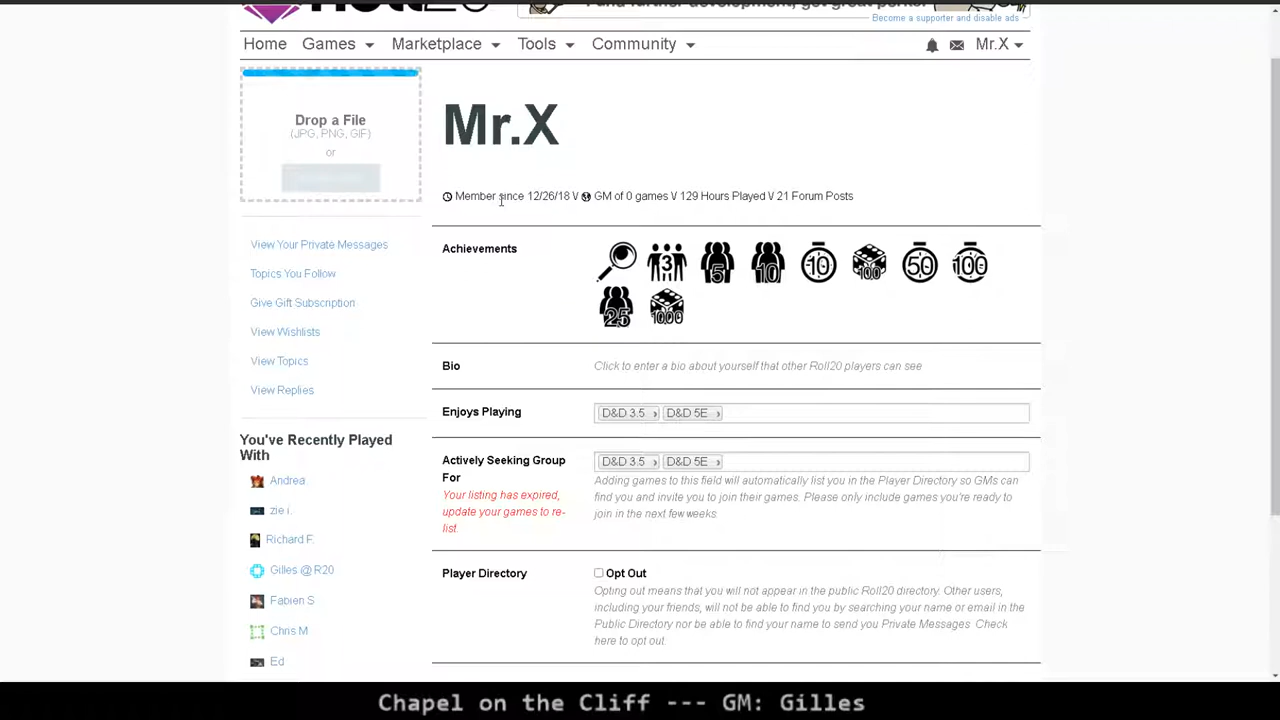 Become a supporter and disable ads
Home Games Marketplace Tools Community Mr.X
Drop a File
(JPG, PNG, GIF)
or
Mr.X
Member since 12/26/18 \/ GM of 0 games \/ 129 Hours Played \/ 21 Forum Posts
View Your Private Messages
Topics You Follow
Give Gift Subscription
View Wishlists
View Topics
View Replies
Achievements
3 5 10 10 100 50 100
25 1000
Bio Click to enter a bio about yourself that other Roll20 players can see
Enjoys Playing D&D 3.5 D&D 5E
Actively Seeking Group For
Your listing has expired, update your games to re-list.
D&D 3.5 D&D 5E
Adding games to this field will automatically list you in the Player Directory so GMs can
find you and invite you to join their games. Please only include games you're ready to
join in the next few weeks.
Player Directory Opt Out
Opting out means that you will not appear in the public Roll20 directory. Other users,
including your friends, will not be able to find you by searching your name or email in the
Public Directory nor be able to find your name to send you Private Messages. Check
here to opt out.
You've Recently Played
With
Andrea
zie i.
Richard F.
Gilles @R20
Fabien S
Chris M
Ed
Chapel on the Cliff --- GM: Gilles